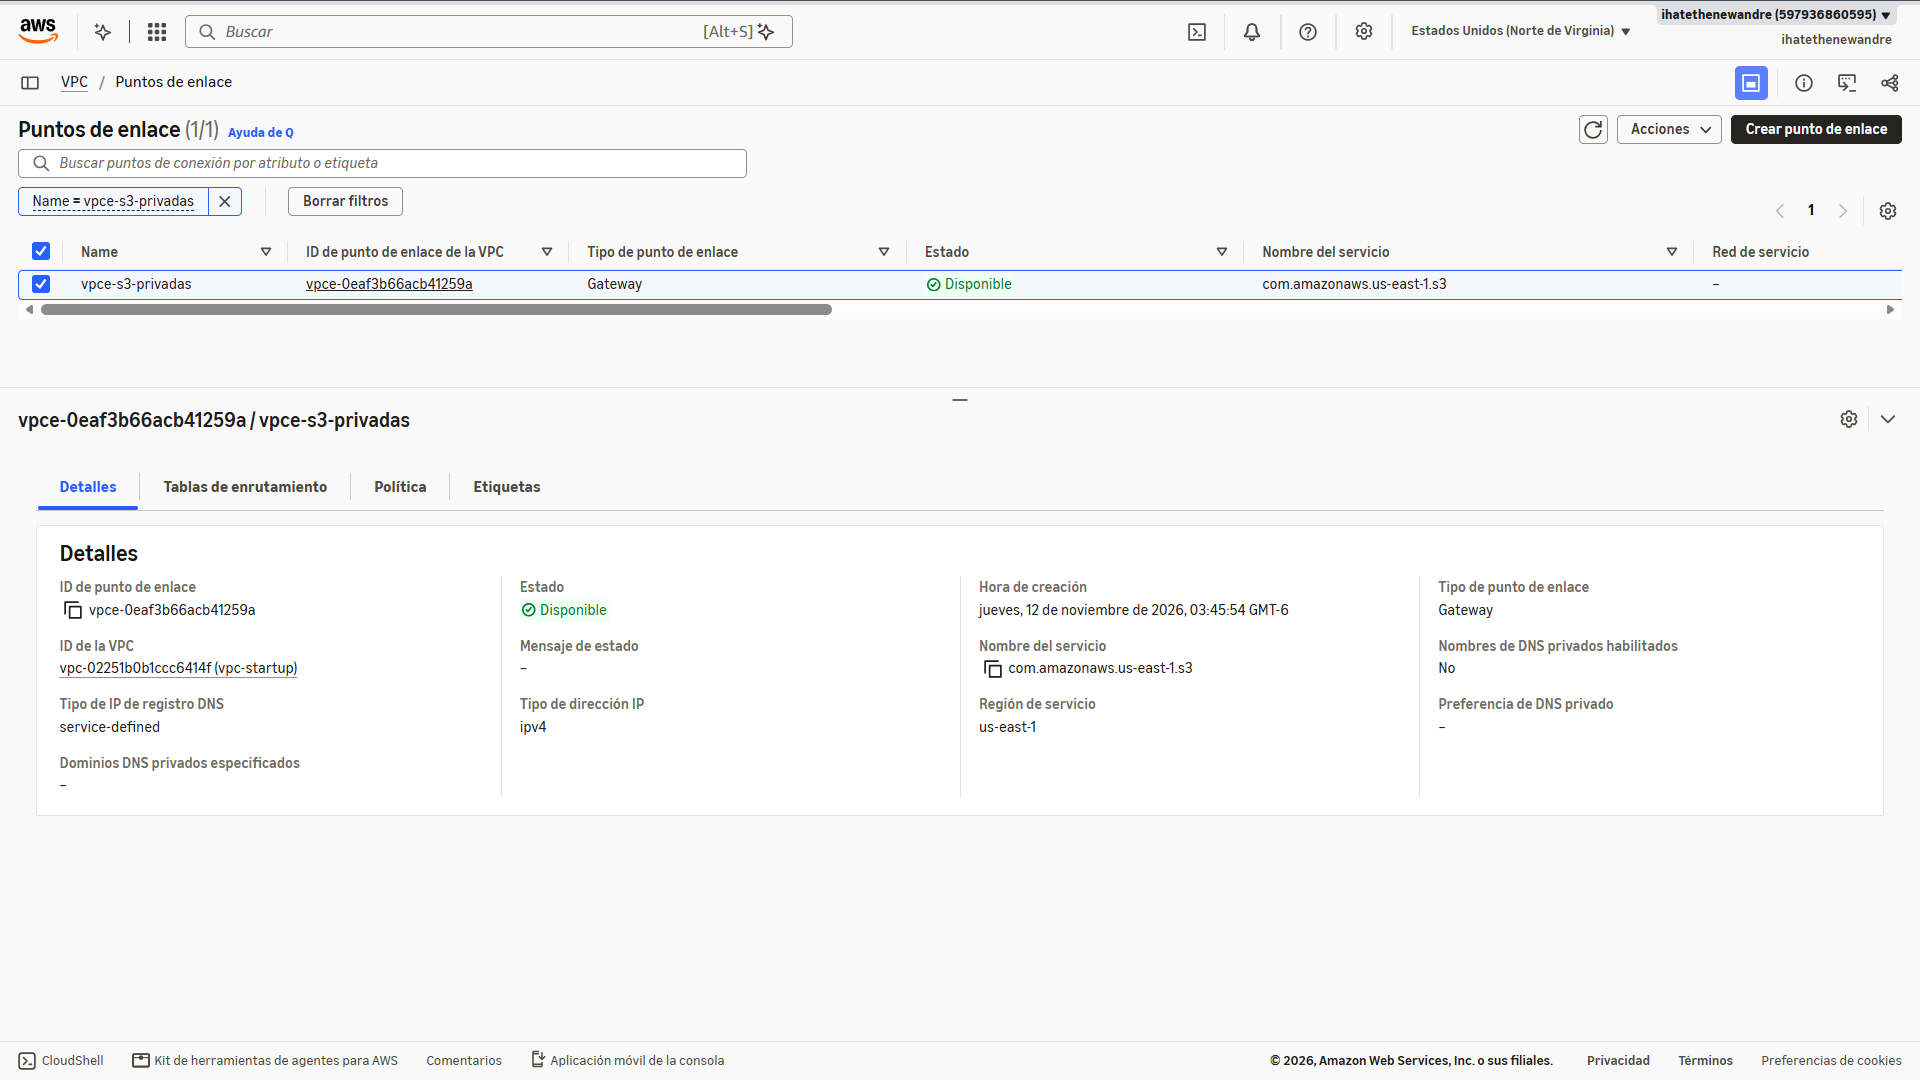 aws
Buscar [Alt+S]
Estados Unidos (Norte de Virginia)
ihatethenewandre (597936860595)
ihatethenewandre
VPC / Puntos de enlace
Puntos de enlace (1/1) Ayuda de Q
Acciones
Crear punto de enlace
Buscar puntos de conexión por atributo o etiqueta
Name = vpce-s3-privadas
Borrar filtros
1
Name ID de punto de enlace de la VPC Tipo de punto de enlace Estado Nombre del servicio Red de servicio
vpce-s3-privadas vpce-0eaf3b66acb41259a Gateway Disponible com.amazonaws.us-east-1.s3 –
vpce-0eaf3b66acb41259a / vpce-s3-privadas
Detalles Tablas de enrutamiento Política Etiquetas
Detalles
ID de punto de enlace
vpce-0eaf3b66acb41259a
ID de la VPC
vpc-02251b0b1ccc6414f (vpc-startup)
Tipo de IP de registro DNS
service-defined
Dominios DNS privados especificados
–
Estado
Disponible
Mensaje de estado
–
Tipo de dirección IP
ipv4
Hora de creación
jueves, 12 de noviembre de 2026, 03:45:54 GMT-6
Nombre del servicio
com.amazonaws.us-east-1.s3
Región de servicio
us-east-1
Tipo de punto de enlace
Gateway
Nombres de DNS privados habilitados
No
Preferencia de DNS privado
–
CloudShell Kit de herramientas de agentes para AWS Comentarios Aplicación móvil de la consola © 2026, Amazon Web Services, Inc. o sus filiales. Privacidad Términos Preferencias de cookies